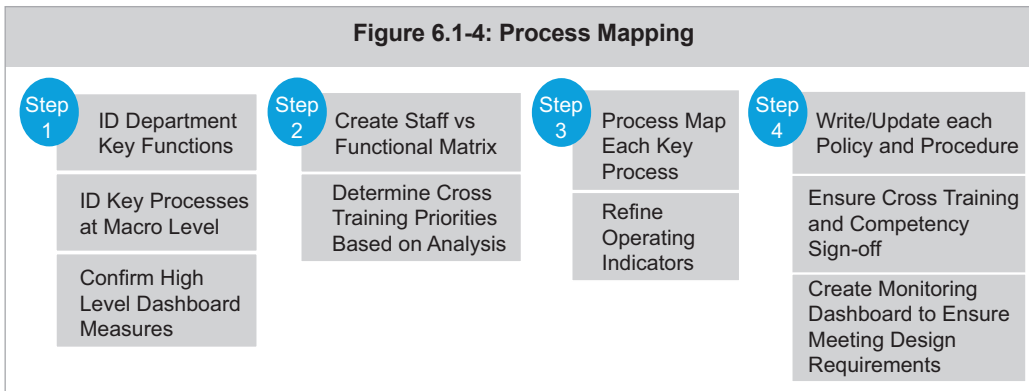 Figure 6.1-4: Process Mapping
Step
1
ID Department
Key Functions
ID Key Processes
at Macro Level
Confirm High
Level Dashboard
Measures
Step
2
Create Staff vs
Functional Matrix
Determine Cross
Training Priorities
Based on Analysis
Step
3
Process Map
Each Key
Process
Refine
Operating
Indicators
Step
4
Write/Update each
Policy and Procedure
Ensure Cross Training
and Competency
Sign-off
Create Monitoring
Dashboard to Ensure
Meeting Design
Requirements